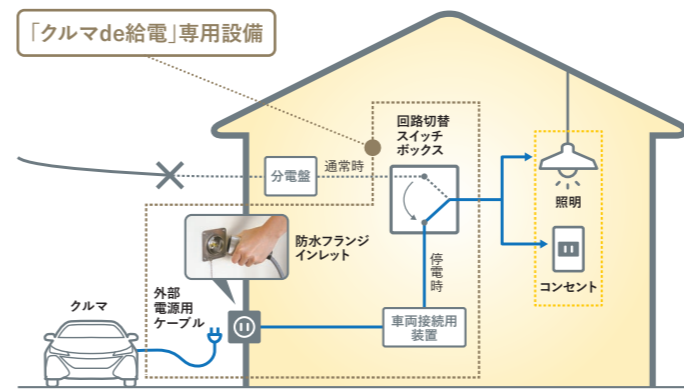 「クルマde給電」専用設備
回路切替
スイッチ
ボックス
通常時
分電盤
照明
防水フランジ
インレット
停電時
コンセント
外部
電源用
ケーブル
クルマ
車両接続用
装置